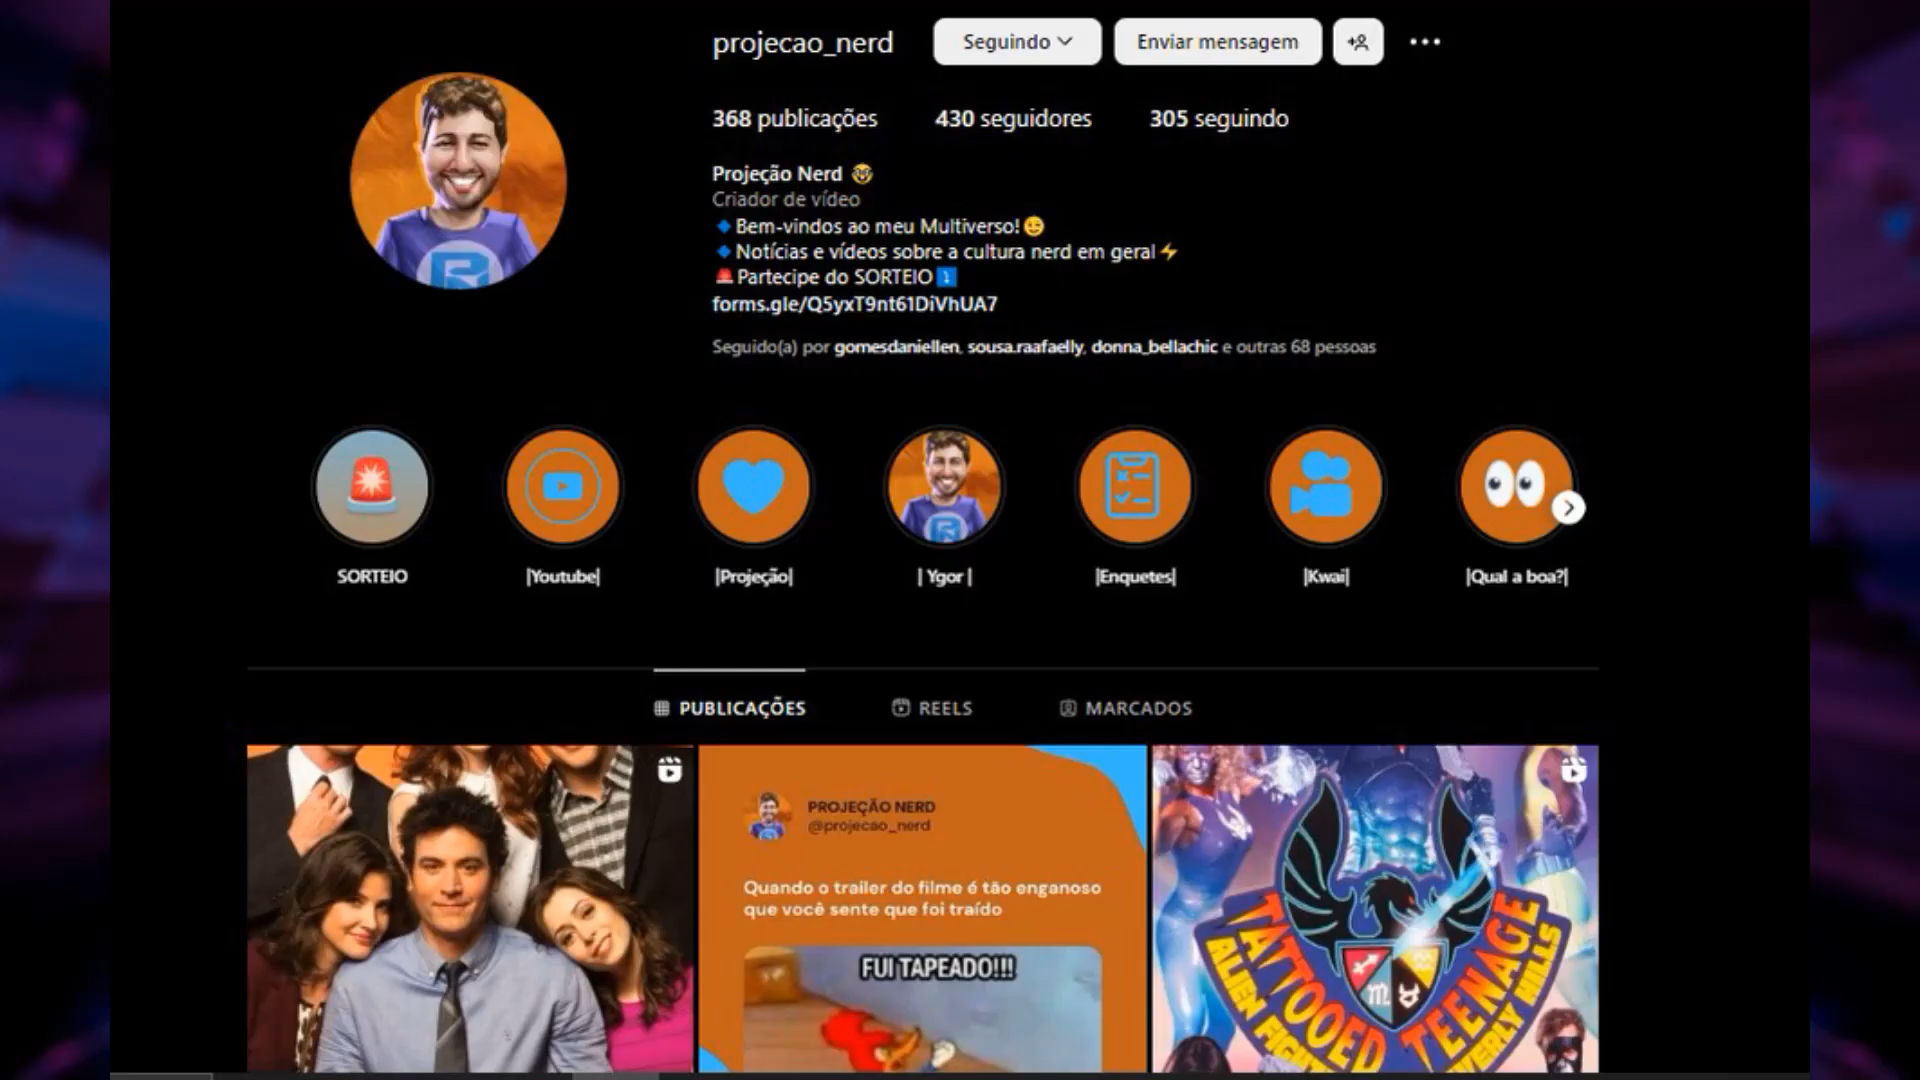 projecao_nerd
Seguindo
Enviar mensagem
368 publicações
430 seguidores
305 seguindo
Projeção Nerd
Criador de vídeo
Bem-vindos ao meu Multiverso!
Notícias e vídeos sobre a cultura nerd em geral
Partecipe do SORTEIO
forms.gle/Q5yxT9nt61DiVhUA7
Seguido(a) por gomesdaniellen, sousa.raafaelly, donna_bellachic e outras 68 pessoas
SORTEIO
|Youtube|
|Projeção|
| Ygor |
|Enquetes|
|Kwai|
|Qual a boa?|
PUBLICAÇÕES
REELS
MARCADOS
PROJEÇÃO NERD
@projecao_nerd
Quando o trailer do filme é tão enganoso
que você sente que foi traído
FUI TAPEADO!!!
TATTOOED TEENAGE
ALIEN
HILLS